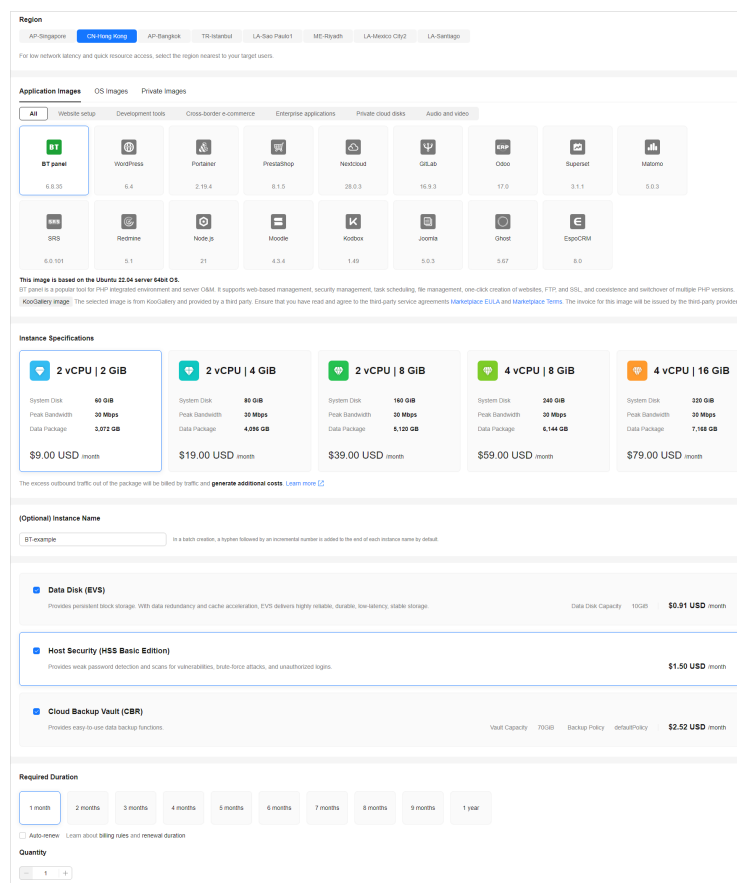 Region
AP-Singapore CN-Hong Kong AP-Bangkok TR-Istanbul LA-Sao Paulo1 ME-Riyadh LA-Mexico City2 LA-Santiago
For low network latency and quick resource access, select the region nearest to your target users.
Application Images OS Images Private Images
All Website setup Development tools Cross-border e-commerce Enterprise applications Private cloud disks Audio and video
BT ERP
BT panel WordPress Portainer PrestaShop Nextcloud GitLab Odoo Superset Matomo
6.8.35 6.4 2.19.4 8.1.5 28.0.3 16.9.3 17.0 3.1.1 5.0.3
SRS
SRS Redmine Node.js Moodle Kodbox Joomla Ghost EspoCRM
6.0.101 5.1 21 4.3.4 1.49 5.0.3 5.67 8.0
This image is based on the Ubuntu 22.04 server 64bit OS.
BT panel is a popular tool for PHP integrated environment and server O&M. It supports web-based management, security management, task scheduling, file management, one-click creation of websites, FTP, and SSL, and coexistence and switchover of multiple PHP versions.
KooGallery image The selected image is from KooGallery and provided by a third party. Ensure that you have read and agree to the third-party service agreements Marketplace EULA and Marketplace Terms. The invoice for this image will be issued by the third-party provider
Instance Specifications
2 vCPU | 2 GiB 2 vCPU | 4 GiB 2 vCPU | 8 GiB 4 vCPU | 8 GiB 4 vCPU | 16 GiB
System Disk 60 GiB System Disk 80 GiB System Disk 160 GiB System Disk 240 GiB System Disk 320 GiB
Peak Bandwidth 30 Mbps Peak Bandwidth 30 Mbps Peak Bandwidth 30 Mbps Peak Bandwidth 30 Mbps Peak Bandwidth 30 Mbps
Data Package 3,072 GB Data Package 4,096 GB Data Package 5,120 GB Data Package 6,144 GB Data Package 7,168 GB
$9.00 USD /month $19.00 USD /month $39.00 USD /month $59.00 USD /month $79.00 USD /month
The excess outbound traffic out of the package will be billed by traffic and generate additional costs. Learn more
(Optional) Instance Name
BT-example In a batch creation, a hyphen followed by an incremental number is added to the end of each instance name by default.
Data Disk (EVS)
Provides persistent block storage. With data redundancy and cache acceleration, EVS delivers highly reliable, durable, low-latency, stable storage. Data Disk Capacity 10GiB $0.91 USD /month
Host Security (HSS Basic Edition)
Provides weak password detection and scans for vulnerabilities, brute-force attacks, and unauthorized logins. $1.50 USD /month
Cloud Backup Vault (CBR)
Provides easy-to-use data backup functions. Vault Capacity 70GiB Backup Policy defaultPolicy $2.52 USD /month
Required Duration
1 month 2 months 3 months 4 months 5 months 6 months 7 months 8 months 9 months 1 year
Auto-renew Learn about billing rules and renewal duration
Quantity
− 1 +